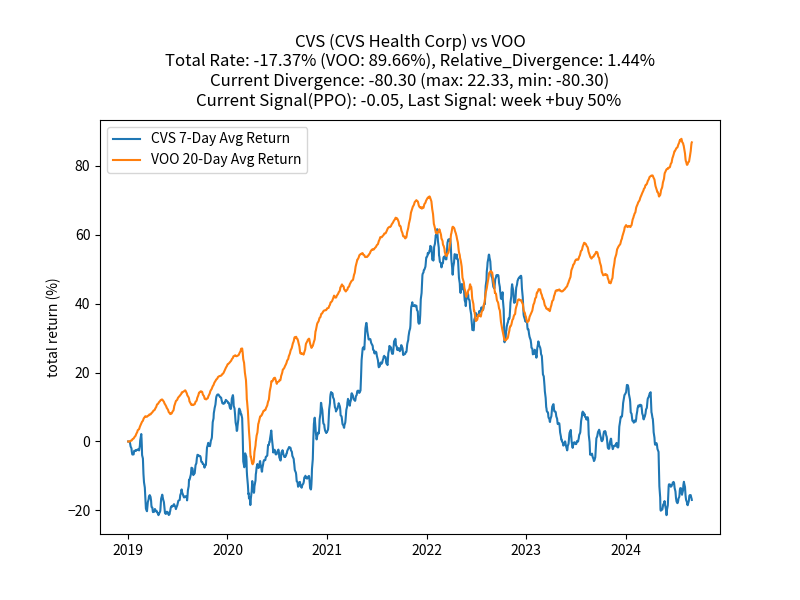 CVS (CVS Health Corp) vs VOO
Total Rate: -17.37% (VOO: 89.66%), Relative_Divergence: 1.44%
Current Divergence: -80.30 (max: 22.33, min: -80.30)
Current Signal(PPO): -0.05, Last Signal: week +buy 50%
CVS 7-Day Avg Return
VOO 20-Day Avg Return
total return (%)
80
60
40
20
0
−20
2019 2020 2021 2022 2023 2024